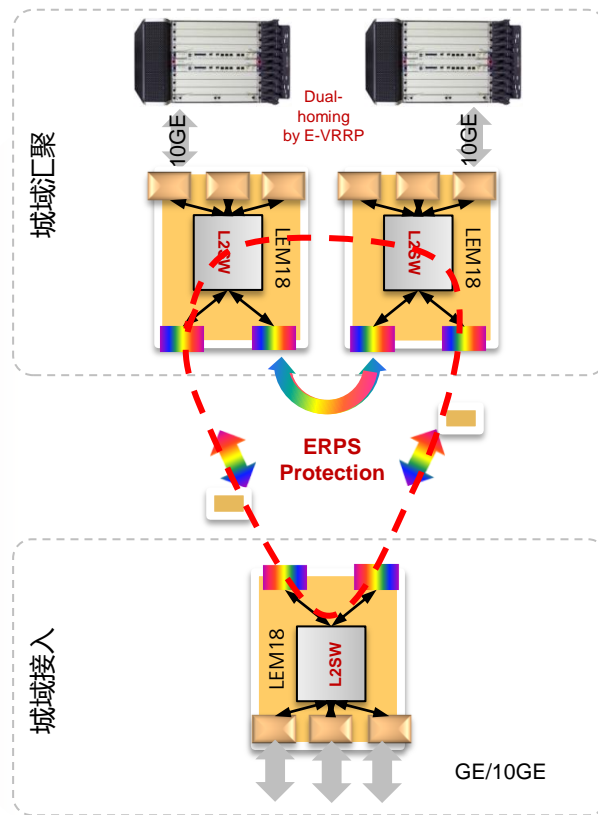 城域汇聚
Dual-
homing
by E-VRRP
10GE
10GE
L2SW
LEM18
L2SW
LEM18
ERPS
Protection
城域接入
LEM18
L2SW
GE/10GE